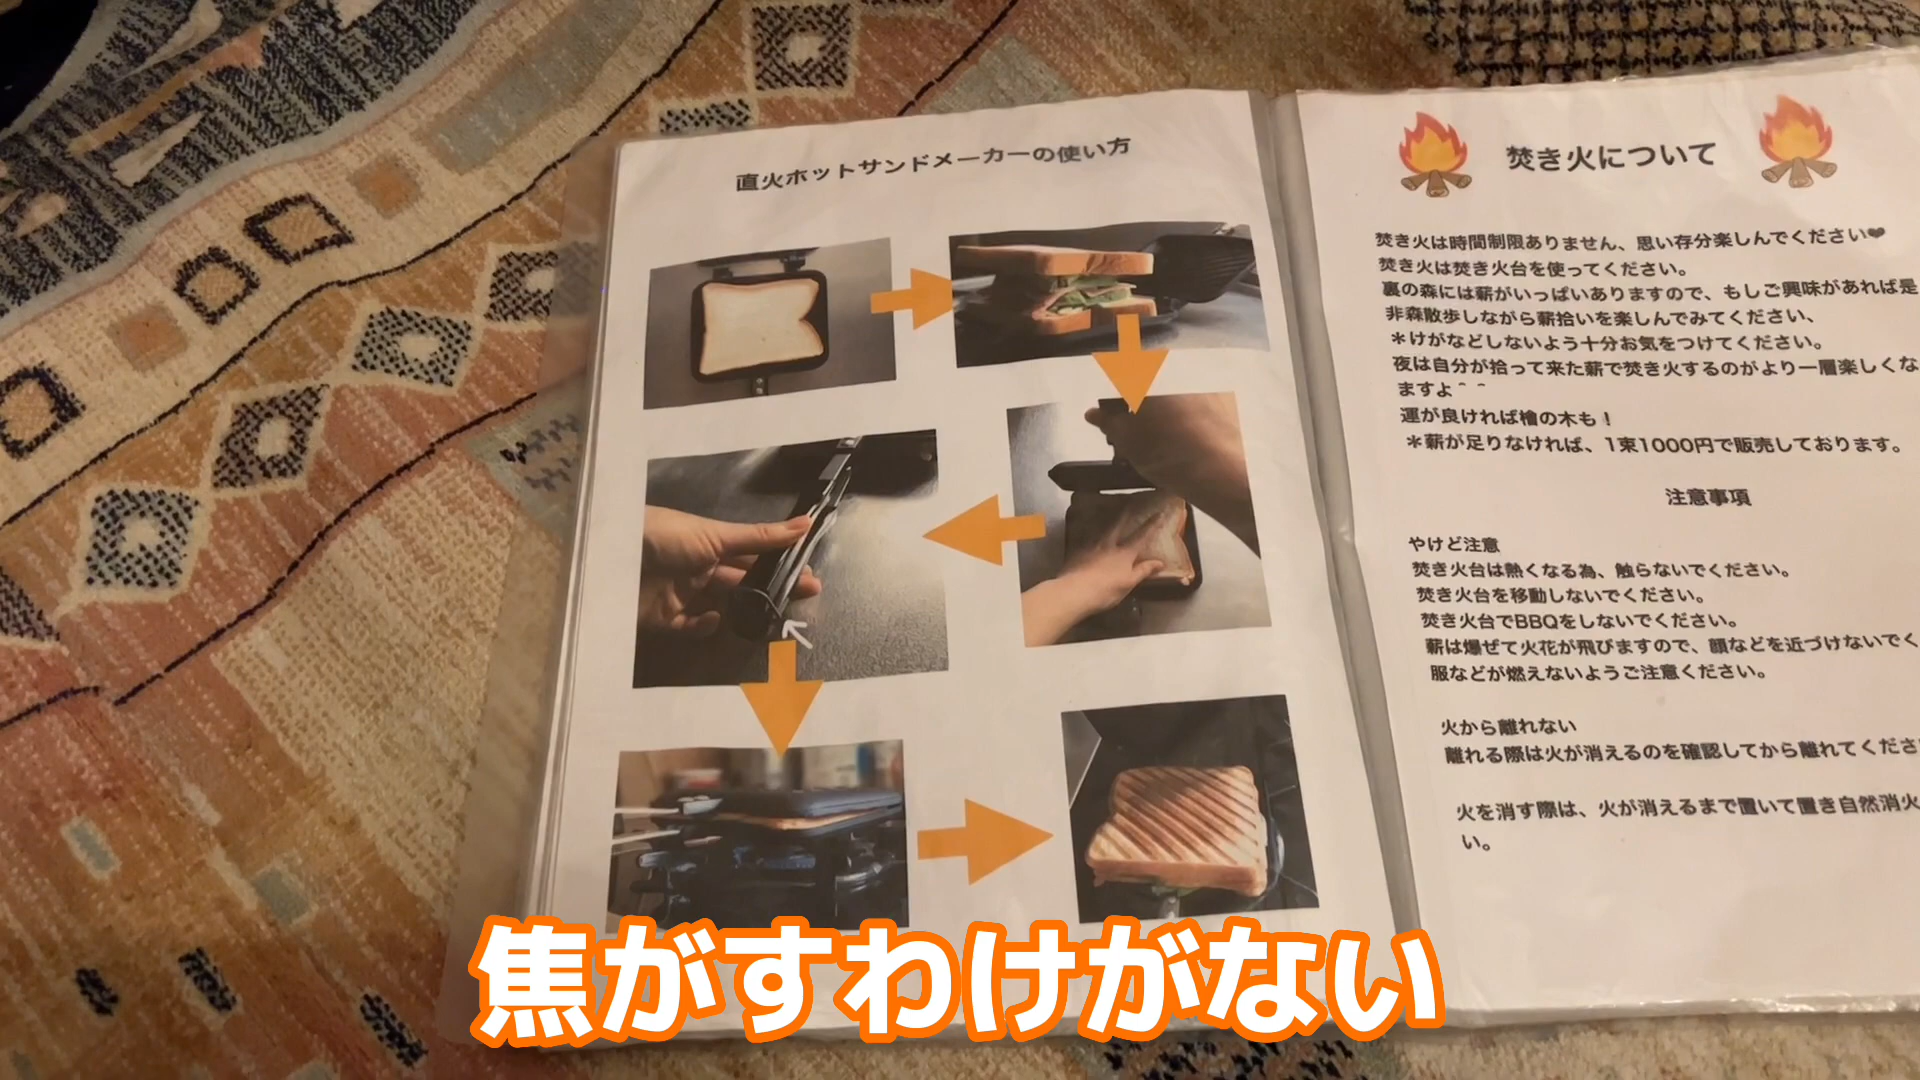 直火ホットサンドメーカーの使い方
焚き火について
焚き火は時間制限ありません、思い存分楽しんでください❤
焚き火は焚き火台を使ってください。
裏の森には薪がいっぱいありますので、もしご興味があれば是
非森散歩しながら薪拾いを楽しんでみてください、
＊けがなどしないよう十分お気をつけてください。
夜は自分が拾って来た薪で焚き火するのがより一層楽しくな
ますよ＾＾
運が良ければ檜の木も！
＊薪が足りなければ、1束1000円で販売しております。
注意事項
やけど注意
焚き火台は熱くなる為、触らないでください。
焚き火台を移動しないでください。
焚き火台でBBQをしないでください。
薪は爆ぜて火花が飛びますので、顔などを近づけないでく
服などが燃えないようご注意ください。
火から離れない
離れる際は火が消えるのを確認してから離れてくださ
火を消す際は、火が消えるまで置いて置き自然消火
い。
焦がすわけがない